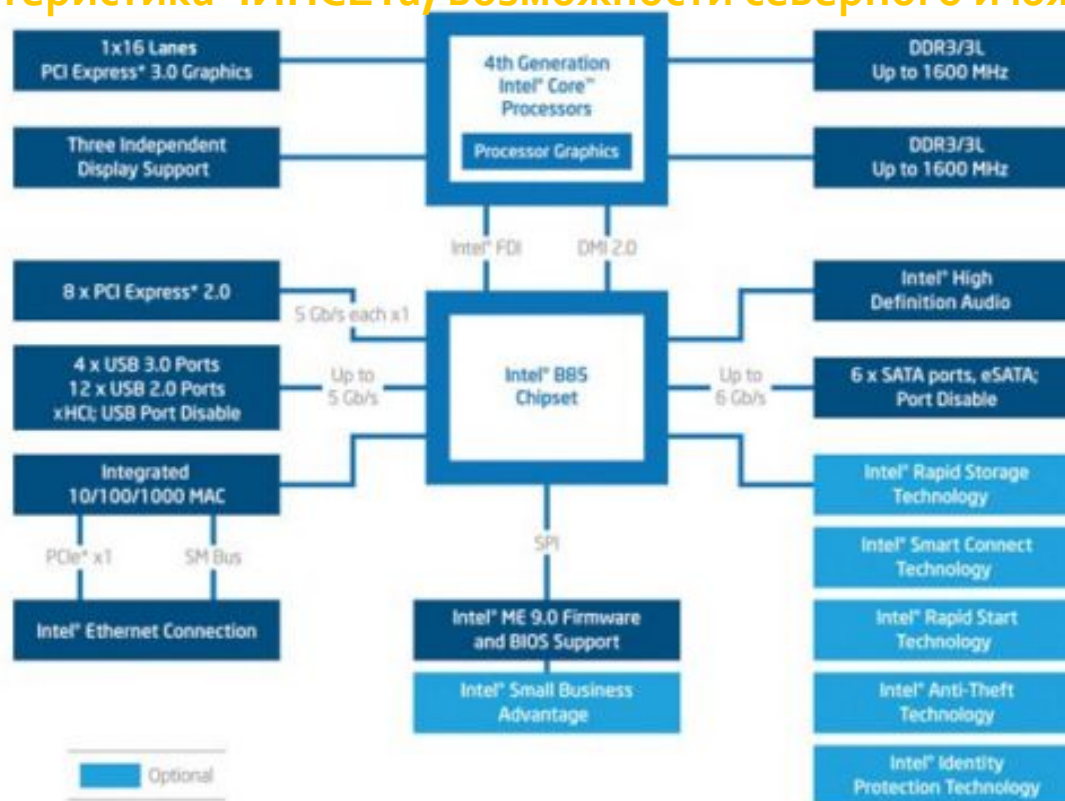 чипсета, возможности северного и
1x16 Lanes
PCI Express* 3.0 Graphics
4th Generation
Intel® Core™
Processors
Processor Graphics
DDR3/3L
Up to 1600 MHz
Three Independent
Display Support
DDR3/3L
Up to 1600 MHz
Intel® FDI
DMI 2.0
8 x PCI Express* 2.0
5 Gb/s each x1
Intel® High
Definition Audio
4 x USB 3.0 Ports
12 x USB 2.0 Ports
xHCI; USB Port Disable
Up to
5 Gb/s
Intel® B85
Chipset
Up to
6 Gb/s
6 x SATA ports, eSATA;
Port Disable
Integrated
10/100/1000 MAC
Intel® Rapid Storage
Technology
PCIe* x1
SM Bus
SPI
Intel® Smart Connect
Technology
Intel® Ethernet Connection
Intel® ME 9.0 Firmware
and BIOS Support
Intel® Rapid Start
Technology
Intel® Small Business
Advantage
Intel® Anti-Theft
Technology
Optional
Intel® Identity
Protection Technology